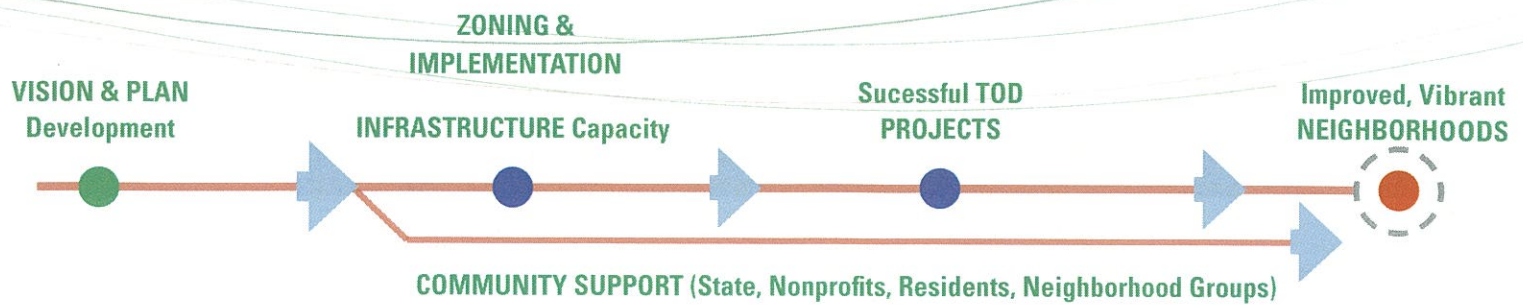 ZONING &
IMPLEMENTATION
VISION & PLAN
Development
INFRASTRUCTURE Capacity
Sucessful TOD
PROJECTS
Improved, Vibrant
NEIGHBORHOODS
COMMUNITY SUPPORT (State, Nonprofits, Residents, Neighborhood Groups)